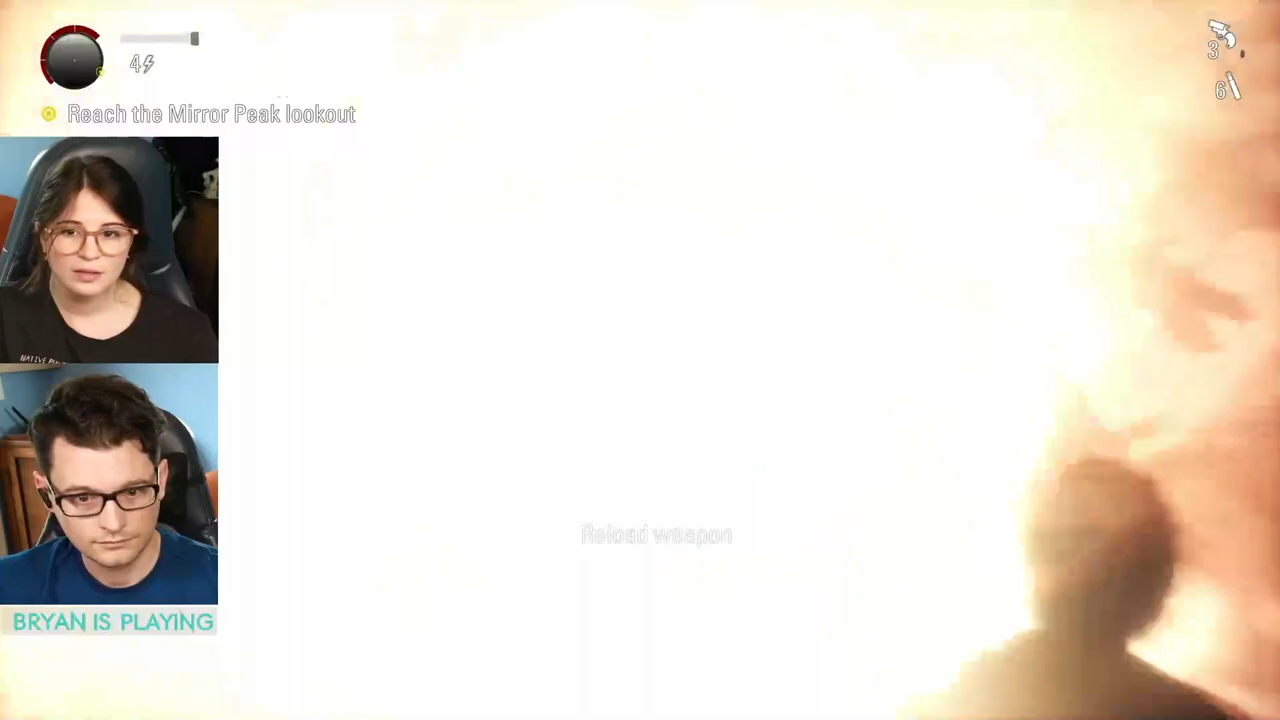 4
3
Reach the Mirror Peak lookout
6
Reload weapon
BRYAN IS PLAYING